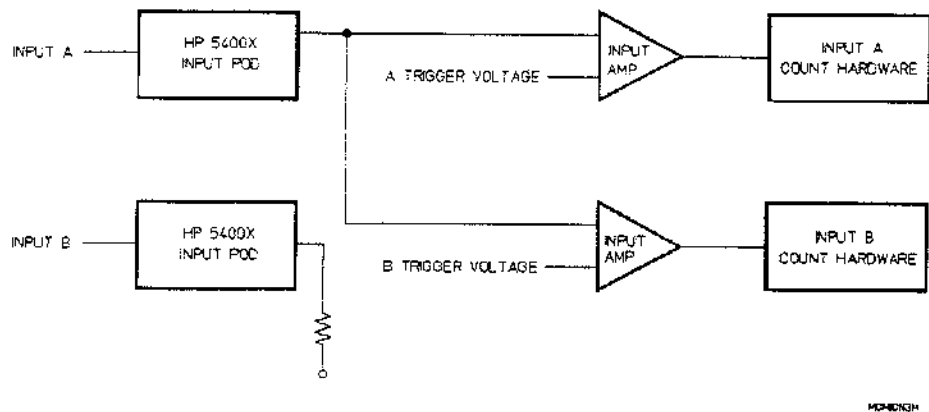 INPUT A
HP 5400X
INPUT POD
A TRIGGER VOLTAGE
INPUT
AMP
INPUT A
COUNT HARDWARE
INPUT B
HP 5400X
INPUT POD
B TRIGGER VOLTAGE
INPUT
AMP
INPUT B
COUNT HARDWARE